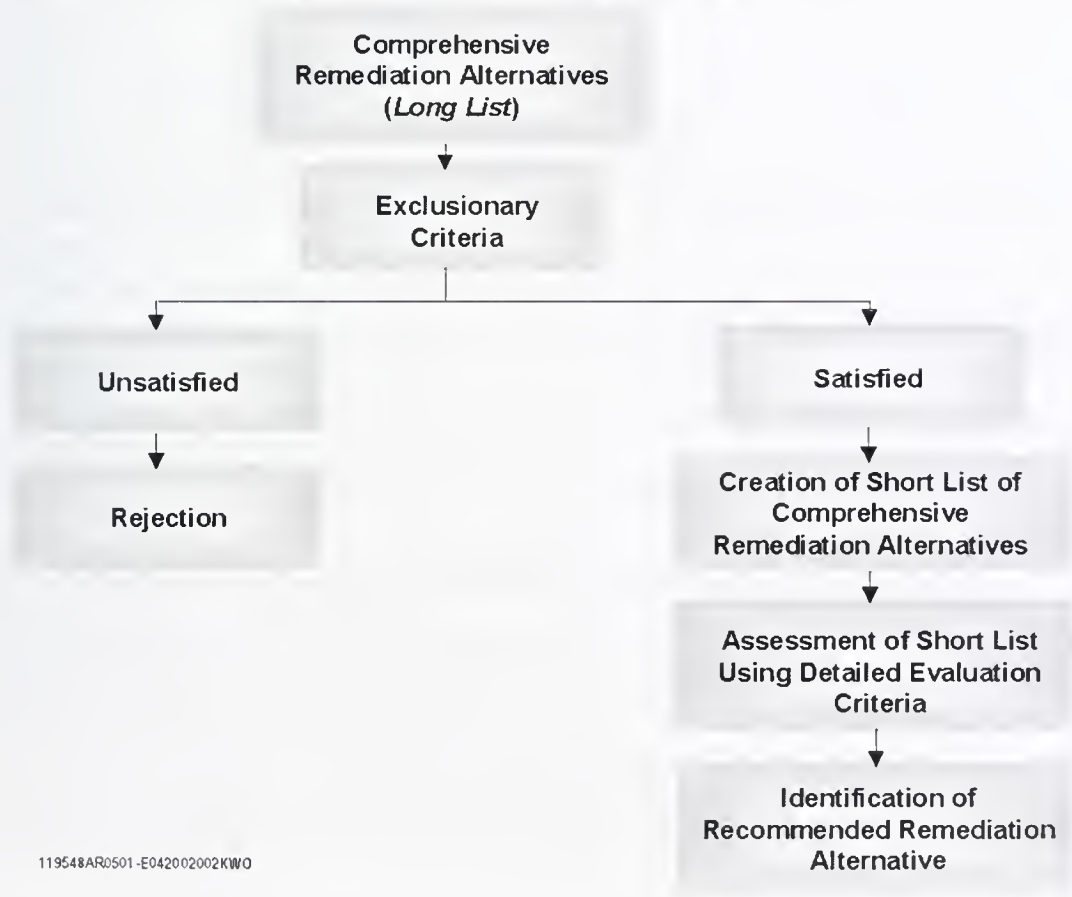 Comprehensive
Remediation Alternatives
(Long List)
Exclusionary
Criteria
Unsatisfied
Satisfied
Rejection
Creation of Short List of
Comprehensive
Remediation Alternatives
Assessment of Short List
Using Detailed Evaluation
Criteria
Identification of
Recommended Remediation
Alternative
119548AR0501-E042002002KWO